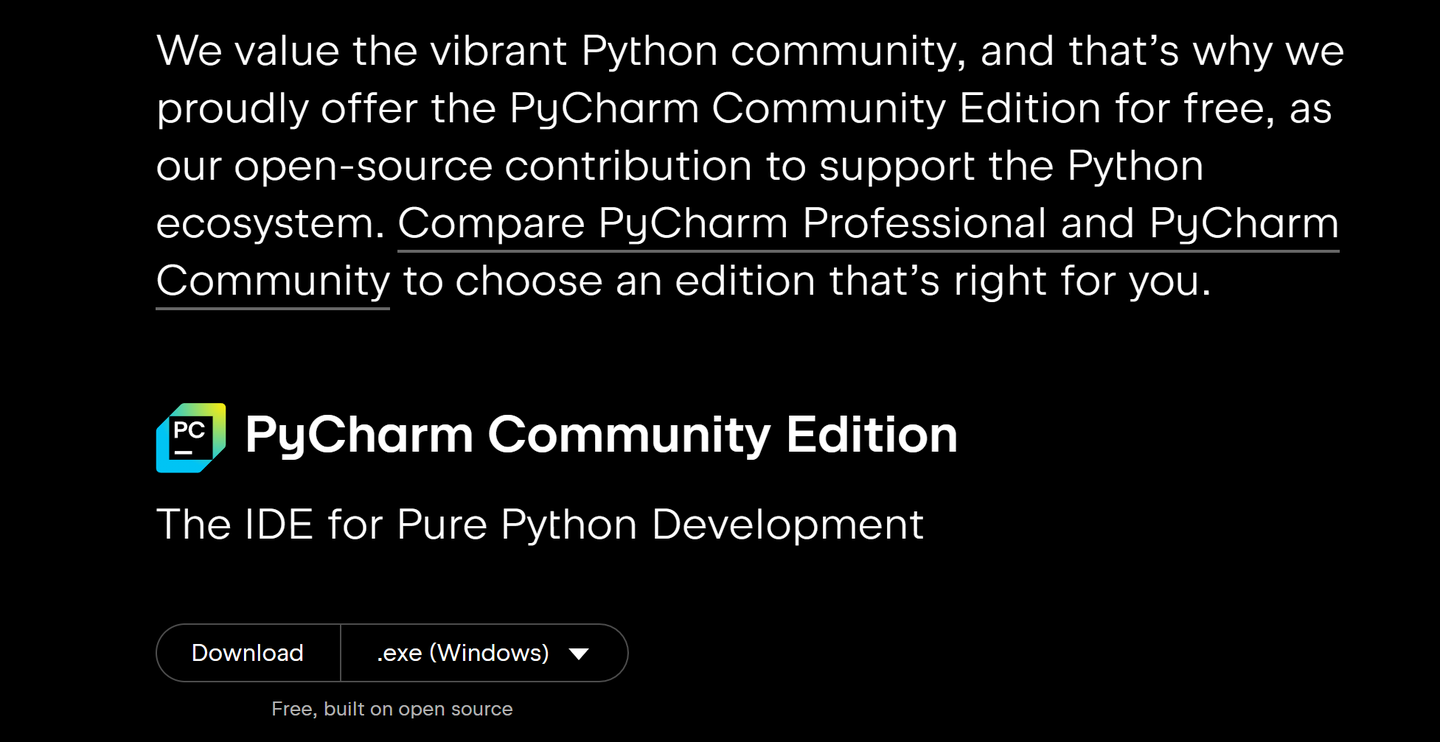 We value the vibrant Python community, and that’s why we
proudly offer the PyCharm Community Edition for free, as
our open-source contribution to support the Python
ecosystem. Compare PyCharm Professional and PyCharm
Community to choose an edition that’s right for you.
PC
PyCharm Community Edition
The IDE for Pure Python Development
Download .exe (Windows)
Free, built on open source